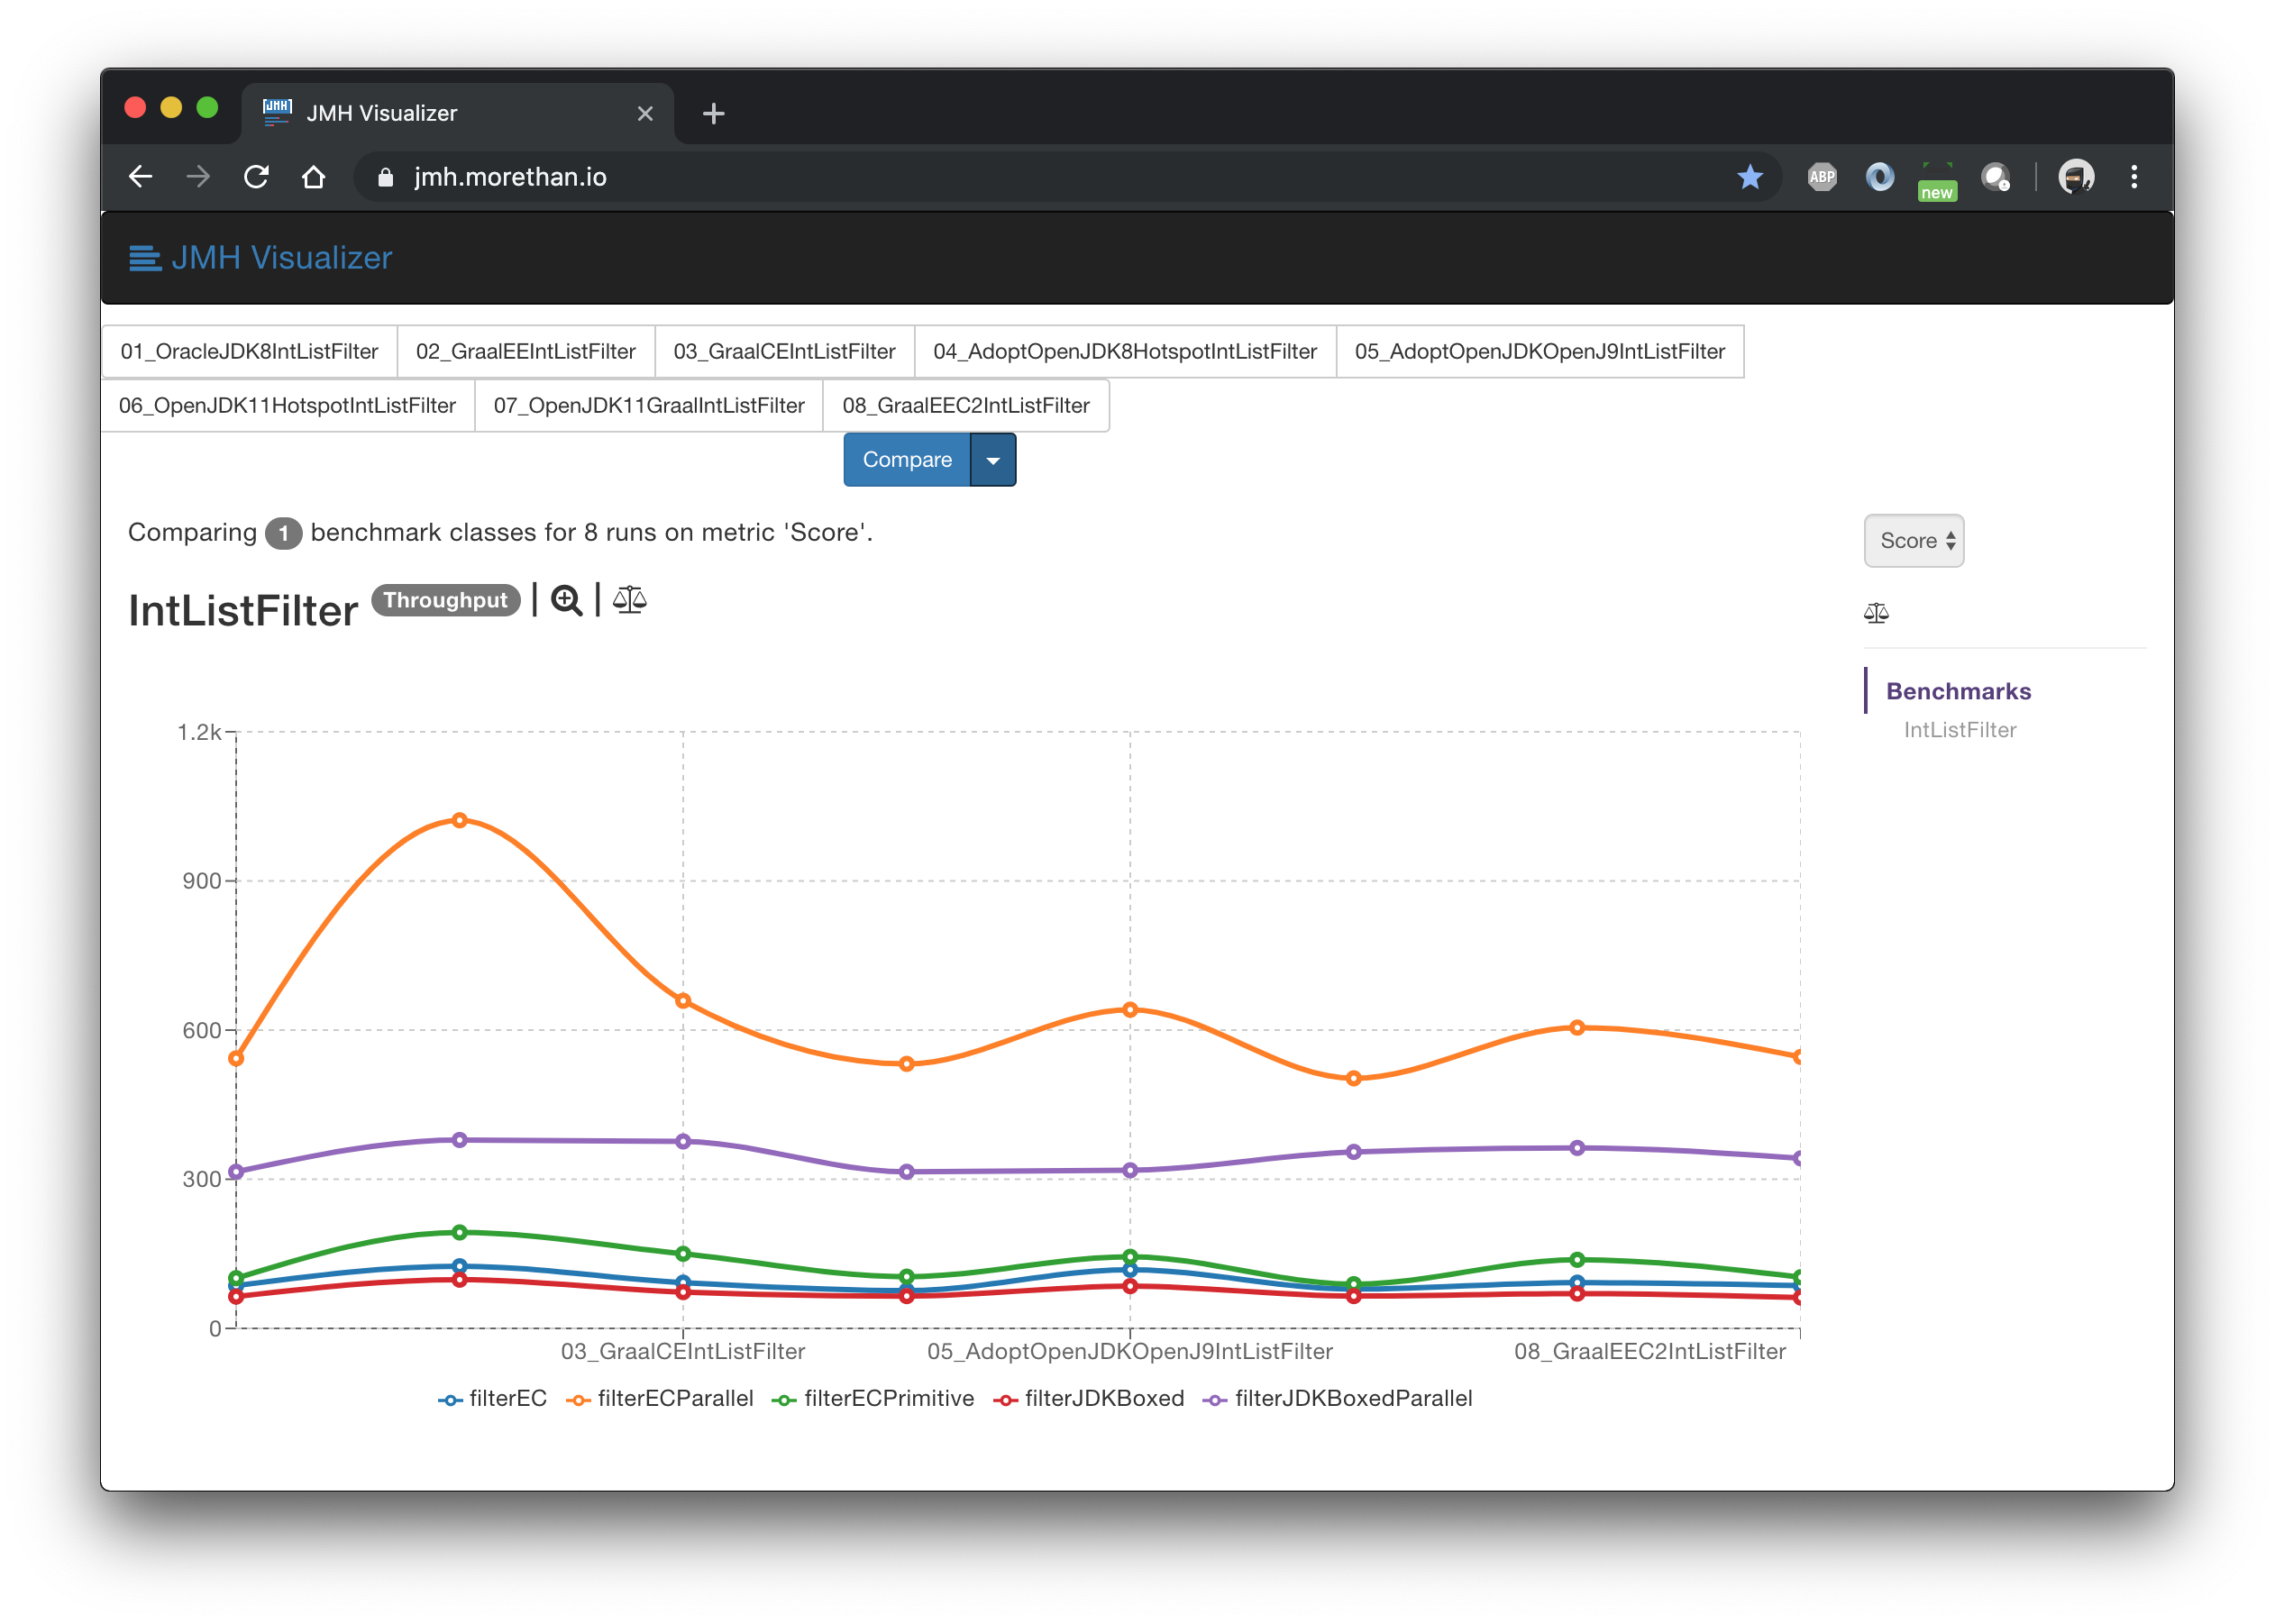 JMH
JMH Visualizer
jmh.morethan.io
ABP
new
JMH Visualizer
01_OracleJDK8IntListFilter 02_GraalEEIntListFilter 03_GraalCEIntListFilter 04_AdoptOpenJDK8HotspotIntListFilter 05_AdoptOpenJDKOpenJ9IntListFilter
06_OpenJDK11HotspotIntListFilter 07_OpenJDK11GraalIntListFilter 08_GraalEEC2IntListFilter
Compare
Comparing 1 benchmark classes for 8 runs on metric 'Score'.
Score
IntListFilter Throughput
Benchmarks
IntListFilter
1.2k
900
600
300
0
03_GraalCEIntListFilter 05_AdoptOpenJDKOpenJ9IntListFilter 08_GraalEEC2IntListFilter
filterEC filterECParallel filterECPrimitive filterJDKBoxed filterJDKBoxedParallel